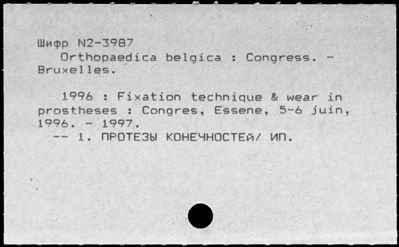 Шифр N2-3987
Orthopaedica belgica : Congress. -
Bruxelles.
1996 : Fixation technique & wear in
prostheses : Congres, Essene, 5-6 juin,
1996. - 1997.
-- 1. ПРОТЕЗЫ КОНЕЧНОСТЕЙ/ ИП.